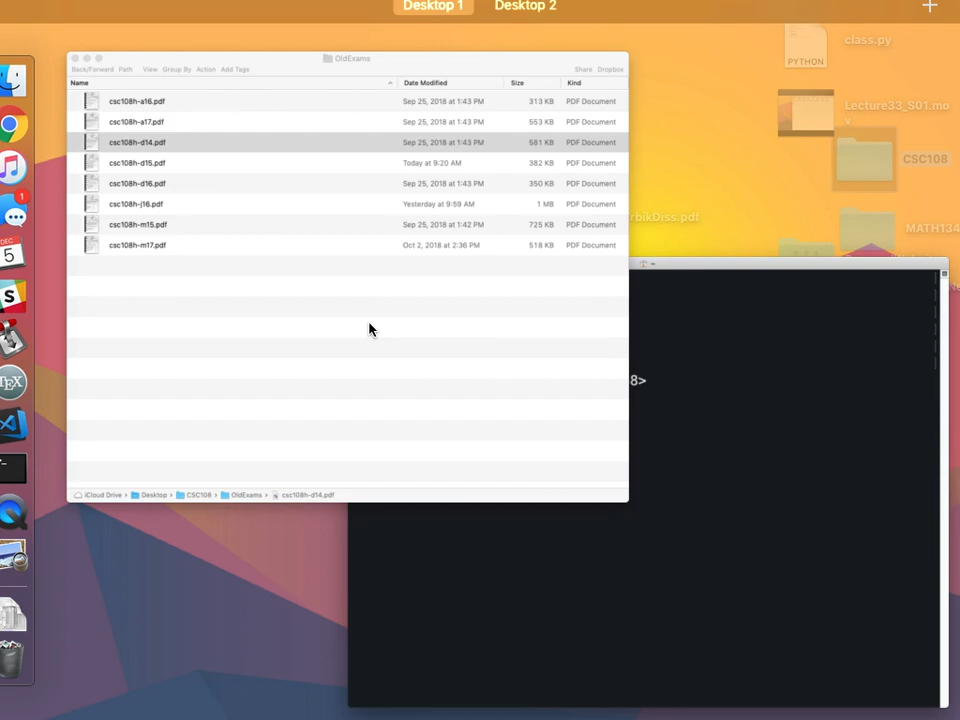 Desktop 1 Desktop 2
class.py
PYTHON
Lecture33_S01.mo
v
CSC108
rbikDiss.pdf
MATH134
1
DEC
5
OldExams
Back/Forward Path View Group By Action Add Tags Share Dropbox
Name Date Modified Size Kind
csc108h-a16.pdf Sep 25, 2018 at 1:43 PM 313 KB PDF Document
csc108h-a17.pdf Sep 25, 2018 at 1:43 PM 553 KB PDF Document
csc108h-d14.pdf Sep 25, 2018 at 1:43 PM 581 KB PDF Document
csc108h-d15.pdf Today at 9:20 AM 382 KB PDF Document
csc108h-d16.pdf Sep 25, 2018 at 1:43 PM 350 KB PDF Document
csc108h-j16.pdf Yesterday at 9:59 AM 1 MB PDF Document
csc108h-m15.pdf Sep 25, 2018 at 1:42 PM 725 KB PDF Document
csc108h-m17.pdf Oct 2, 2018 at 2:36 PM 518 KB PDF Document
8>
iCloud Drive › Desktop › CSC108 › OldExams › csc108h-d14.pdf